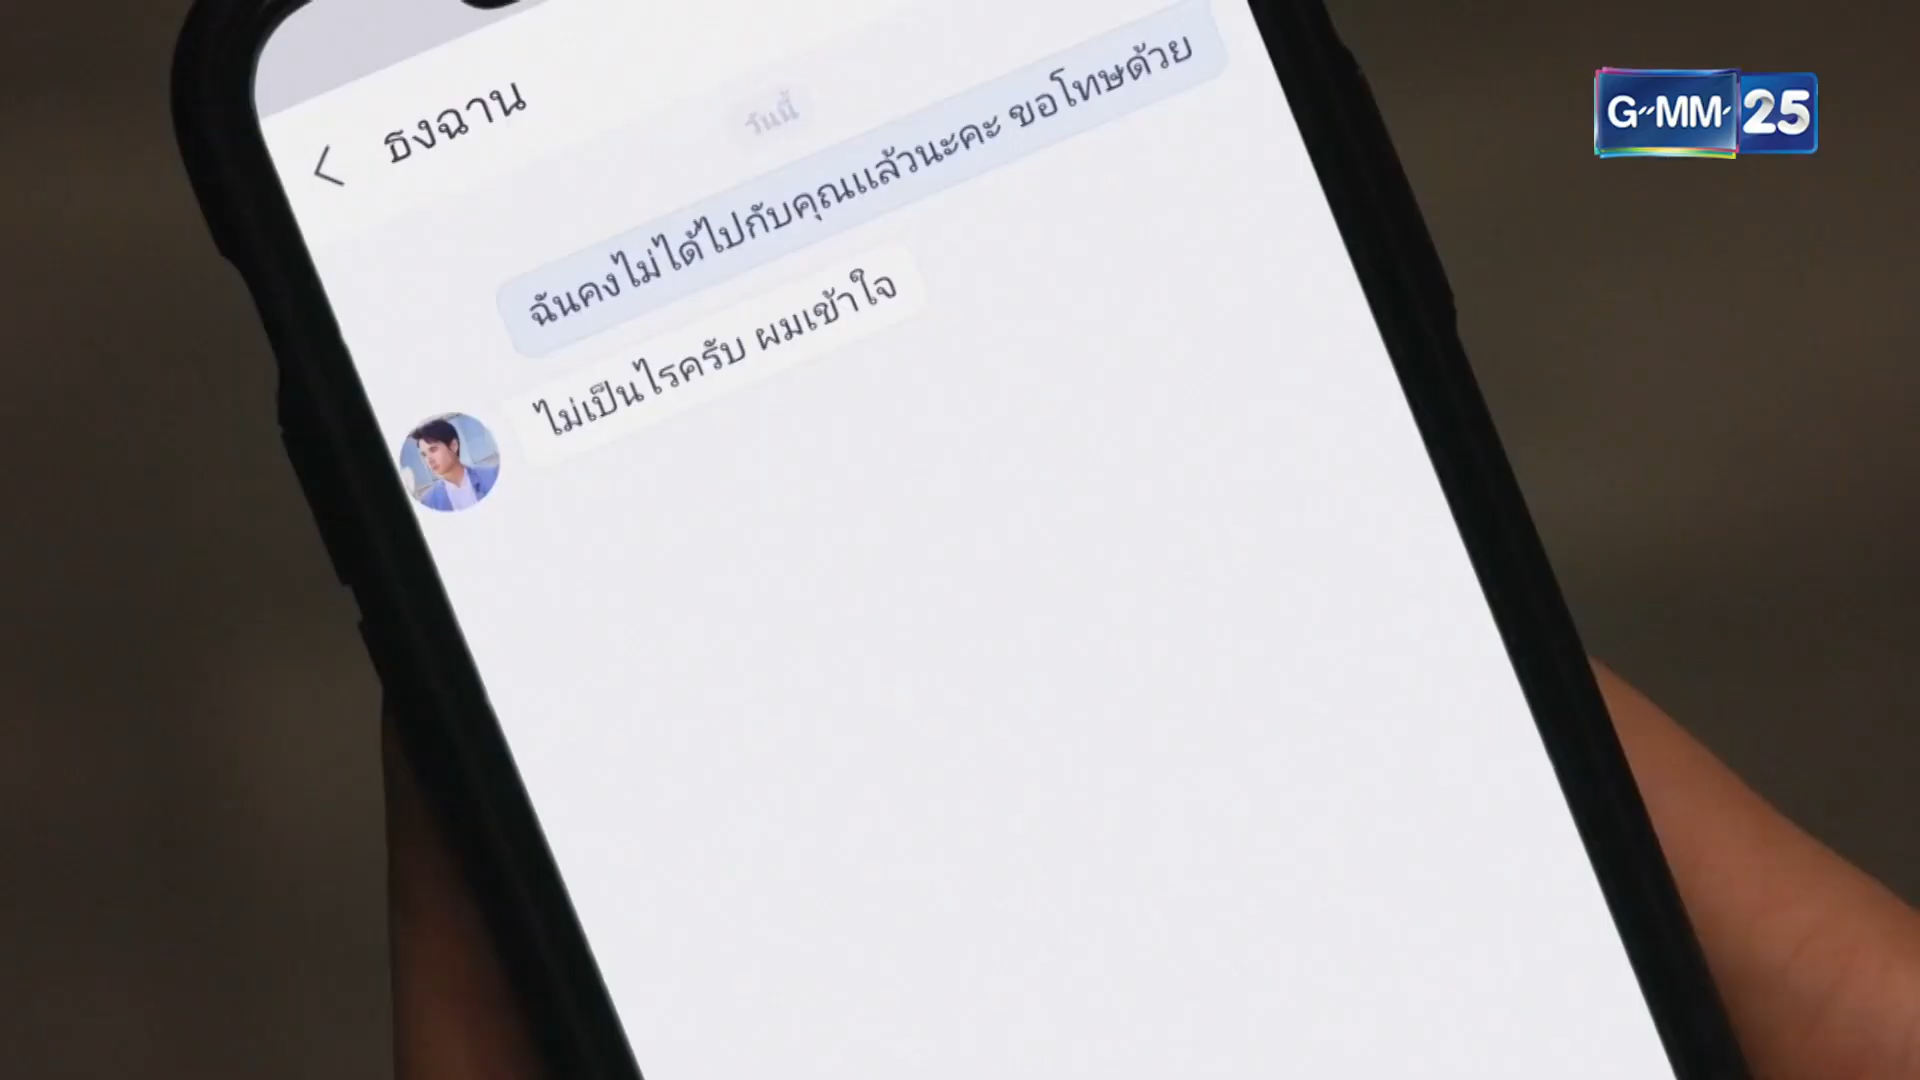 GMM 25
ธงฉาน
วันนี้
ฉันคงไม่ได้ไปกับคุณแล้วนะคะ ขอโทษด้วย
ไม่เป็นไรครับ ผมเข้าใจ